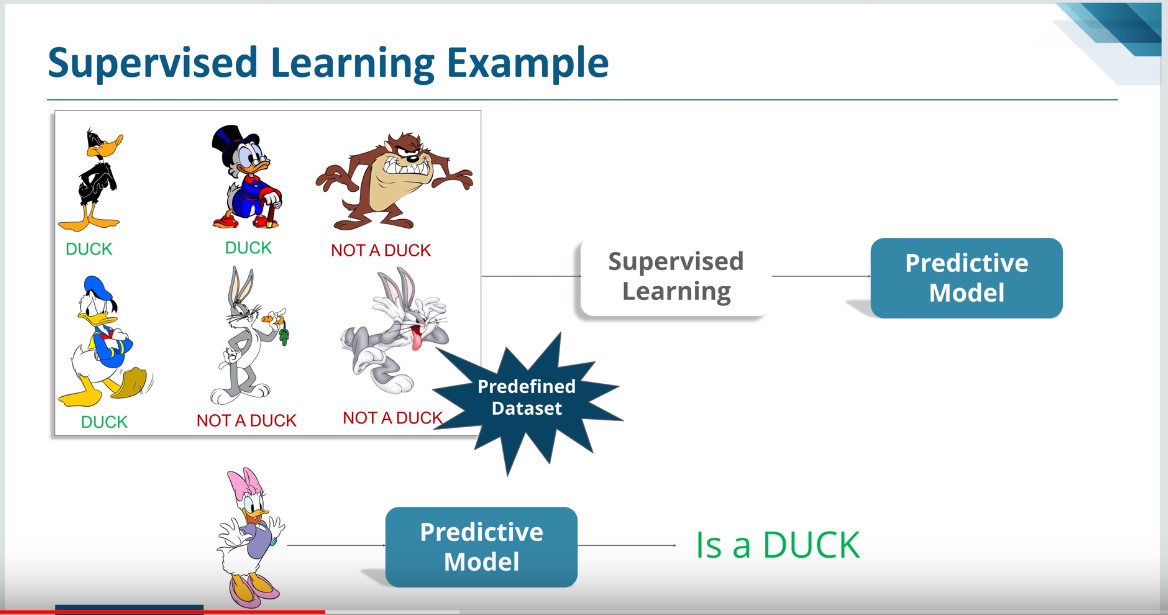 Supervised Learning Example
DUCK
DUCK
NOT A DUCK
DUCK
NOT A DUCK
NOT A DUCK
Predefined
Dataset
Supervised
Learning
Predictive
Model
Predictive
Model
Is a DUCK